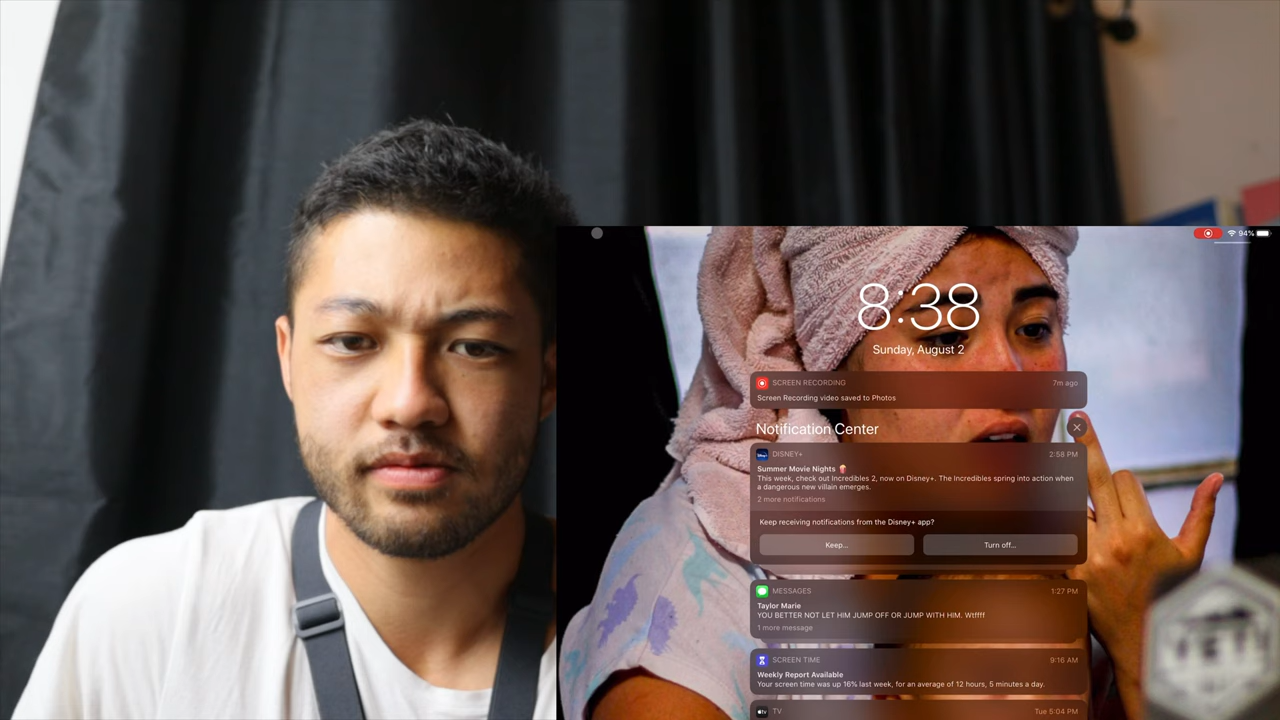 94%
8:38
Sunday, August 2
SCREEN RECORDING 7m ago
Screen Recording video saved to Photos
Notification Center
DISNEY+ 2:58 PM
Summer Movie Nights 🍿
This week, check out Incredibles 2, now on Disney+. The Incredibles spring into action when
a dangerous new villain emerges.
2 more notifications
Keep receiving notifications from the Disney+ app?
Keep... Turn off...
MESSAGES 1:27 PM
Taylor Marie
YOU BETTER NOT LET HIM JUMP OFF OR JUMP WITH HIM. Wtffff
1 more message
SCREEN TIME 9:16 AM
Weekly Report Available
Your screen time was up 16% last week, for an average of 12 hours, 5 minutes a day.
tv TV Tue 5:04 PM
YETI